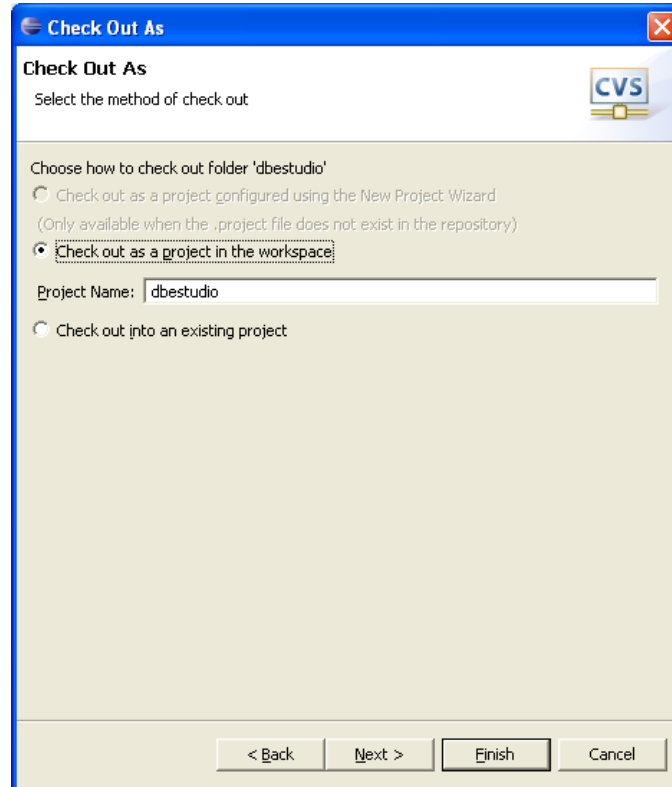 Check Out As
Check Out As
Select the method of check out
CVS
Choose how to check out folder 'dbestudio'
Check out as a project configured using the New Project Wizard
(Only available when the .project file does not exist in the repository)
Check out as a project in the workspace
Project Name: dbestudio
Check out into an existing project
< Back Next > Finish Cancel